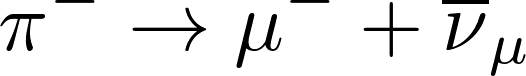 π⁻ → μ⁻ + ν̅_μ